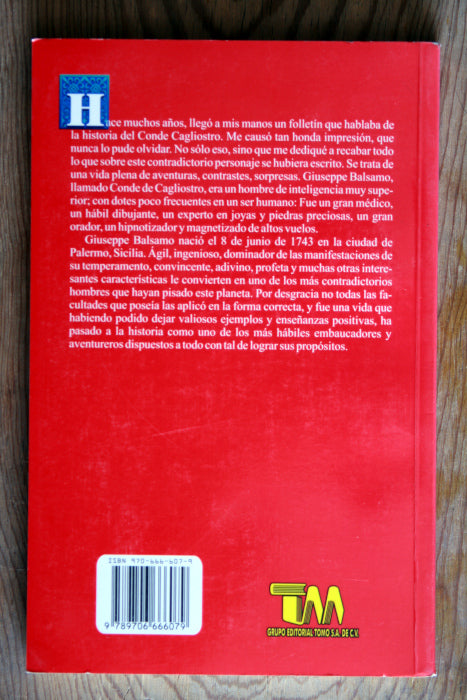 Hace muchos años, llegó a mis manos un folletín que hablaba de
la historia del Conde Cagliostro. Me causó tan honda impresión, que
nunca lo pude olvidar. No sólo eso, sino que me dediqué a recabar todo
lo que sobre este contradictorio personaje se hubiera escrito. Se trata de
una vida plena de aventuras, contrastes, sorpresas. Giuseppe Balsamo,
llamado Conde de Cagliostro, era un hombre de inteligencia muy supe-
rior; con dotes poco frecuentes en un ser humano: Fue un gran médico,
un hábil dibujante, un experto en joyas y piedras preciosas, un gran
orador, un hipnotizador y magnetizado de altos vuelos.
Giuseppe Balsamo nació el 8 de junio de 1743 en la ciudad de
Palermo, Sicilia. Ágil, ingenioso, dominador de las manifestaciones de
su temperamento, convincente, adivino, profeta y muchas otras intere-
santes características le convierten en uno de los más contradictorios
hombres que hayan pisado este planeta. Por desgracia no todas las fa-
cultades que poseía las aplicó en la forma correcta, y fue una vida que
habiendo podido dejar valiosos ejemplos y enseñanzas positivas, ha
pasado a la historia como uno de los más hábiles embaucadores y
aventureros dispuestos a todo con tal de lograr sus propósitos.
ISBN 970-666-607-9
9 789706 666079
TM
GRUPO EDITORIAL TOMO S.A. DE C.V.